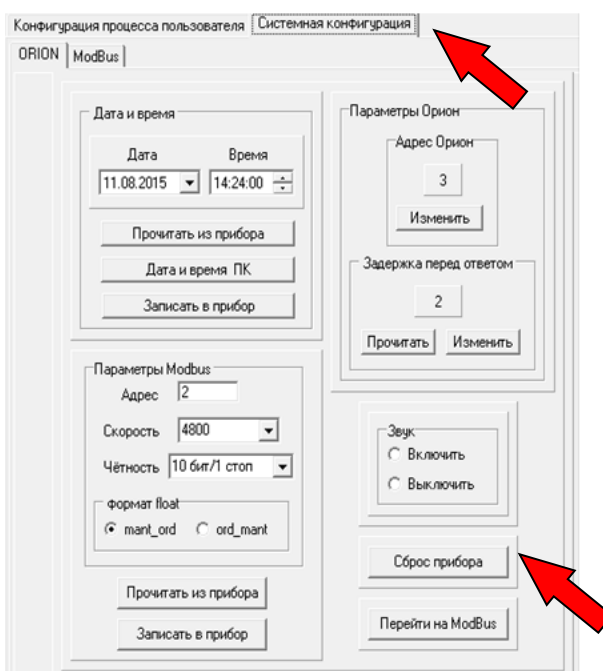 Конфигурация процесса пользователя Системная конфигурация
ORION ModBus
Дата и время
Дата Время
11.08.2015 14:24:00
Прочитать из прибора
Дата и время ПК
Записать в прибор
Параметры Modbus
Адрес 2
Скорость 4800
Чётность 10 бит/1 стоп
формат float
mant_ord ord_mant
Прочитать из прибора
Записать в прибор
Параметры Орион
Адрес Орион
3
Изменить
Задержка перед ответом
2
Прочитать Изменить
Звук
Включить
Выключить
Сброс прибора
Перейти на ModBus